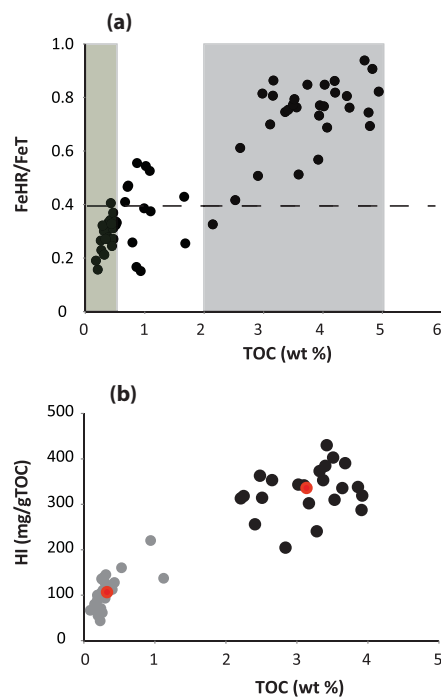 (a)
FeHR/FeT
1.0
0.8
0.6
0.4
0.2
0
0 1 2 3 4 5 6
TOC (wt %)
(b)
HI (mg/gTOC)
500
400
300
200
100
0
0 1 2 3 4 5
TOC (wt %)